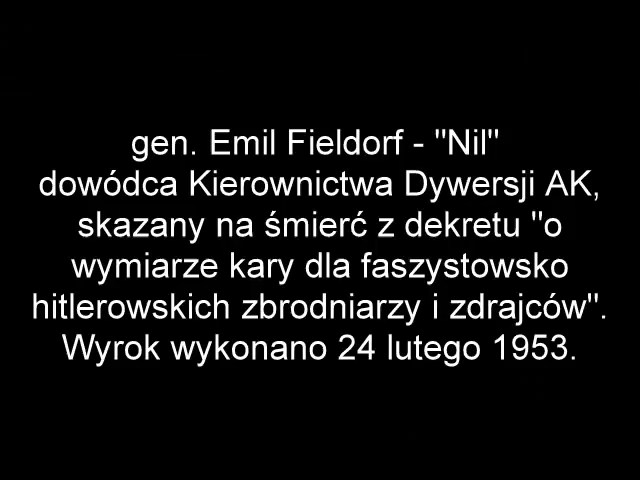 gen. Emil Fieldorf - "Nil"
dowódca Kierownictwa Dywersji AK,
skazany na śmierć z dekretu "o
wymiarze kary dla faszystowsko
hitlerowskich zbrodniarzy i zdrajców".
Wyrok wykonano 24 lutego 1953.